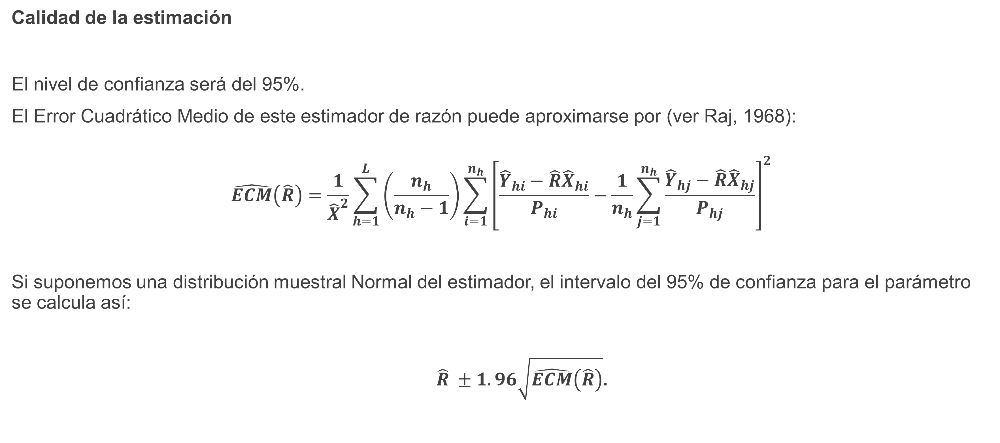 Calidad de la estimación
El nivel de confianza será del 95%.
El Error Cuadrático Medio de este estimador de razón puede aproximarse por (ver Raj, 1968):
$$\widehat{ECM}(\hat{R}) = \frac{1}{\hat{X}^2} \sum_{h=1}^{L} \left( \frac{n_h}{n_h - 1} \right) \sum_{i=1}^{n_h} \left[ \frac{\hat{Y}_{hi} - \hat{R}\hat{X}_{hi}}{P_{hi}} - \frac{1}{n_h} \sum_{j=1}^{n_h} \frac{\hat{Y}_{hj} - \hat{R}\hat{X}_{hj}}{P_{hj}} \right]^2$$
Si suponemos una distribución muestral Normal del estimador, el intervalo del 95% de confianza para el parámetro
se calcula así:
$$\hat{R} \pm 1.96 \sqrt{\widehat{ECM}(\hat{R})}.$$